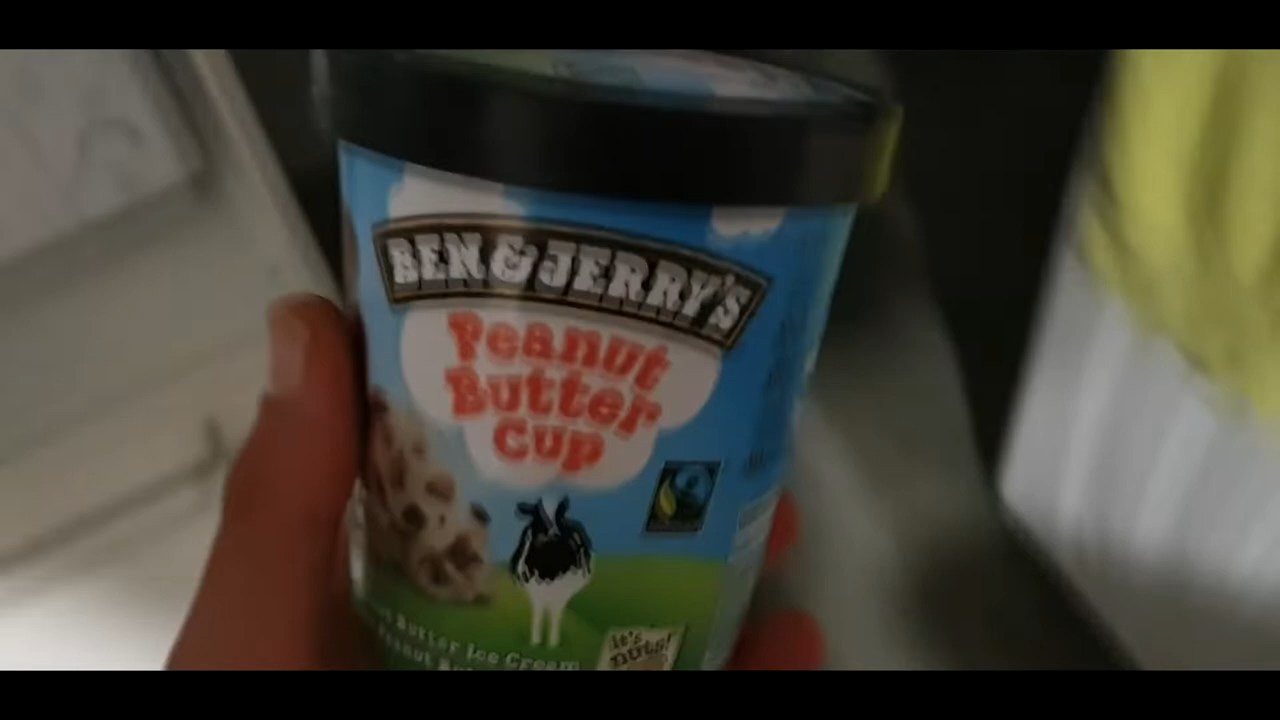 BEN & JERRY'S
Peanut
Butter
Cup
it's
nuts!
Butter Ice Cream